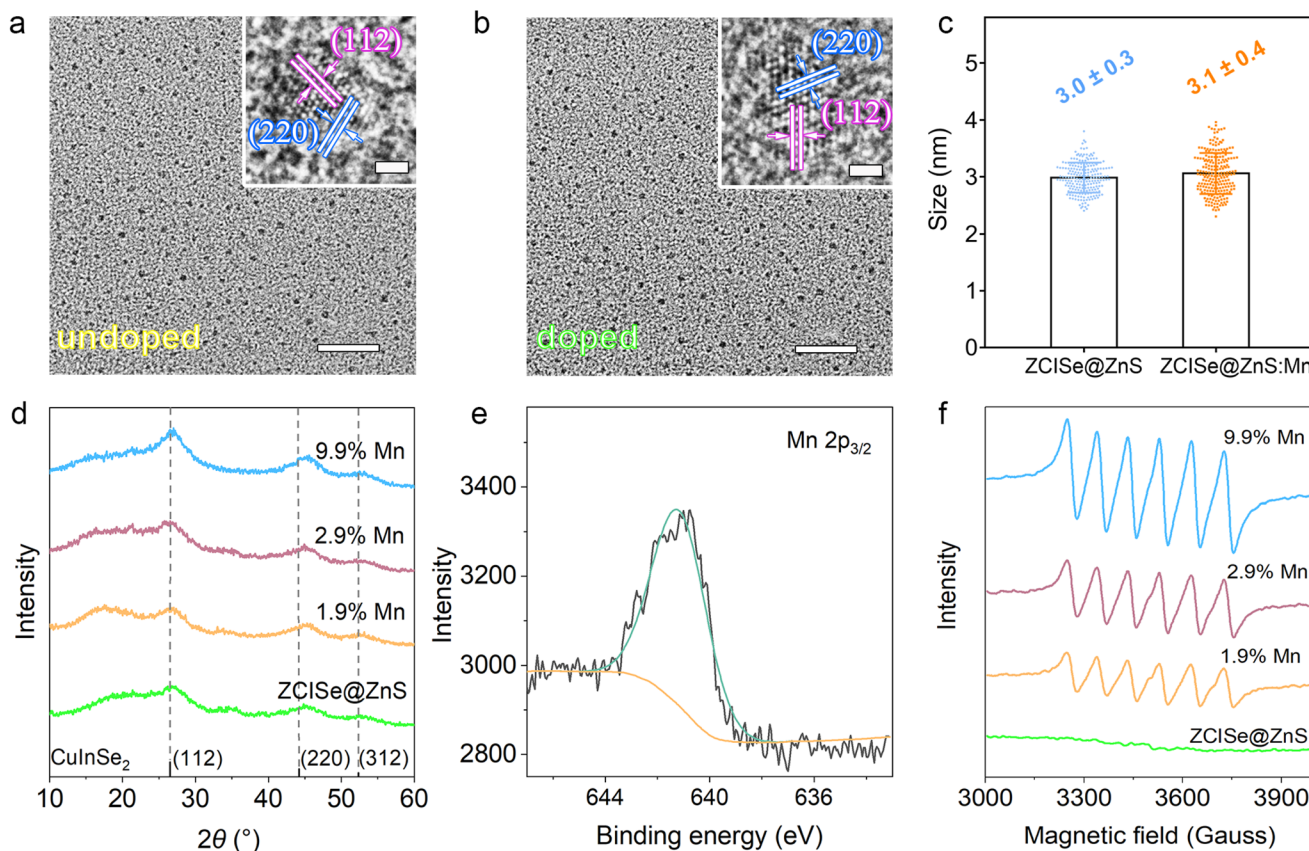 a
(112)
(220)
undoped
b
(220)
(112)
doped
c
Size (nm)
5
4
3
2
1
0
3.0 ± 0.3
3.1 ± 0.4
ZCISe@ZnS
ZCISe@ZnS:Mn
d
Intensity
9.9% Mn
2.9% Mn
1.9% Mn
ZCISe@ZnS
CuInSe₂
(112)
(220)
(312)
10 20 30 40 50 60
2θ (°)
e
Mn 2p₃/₂
Intensity
3400
3200
3000
2800
644 640 636
Binding energy (eV)
f
Intensity
9.9% Mn
2.9% Mn
1.9% Mn
ZCISe@ZnS
3000 3300 3600 3900
Magnetic field (Gauss)